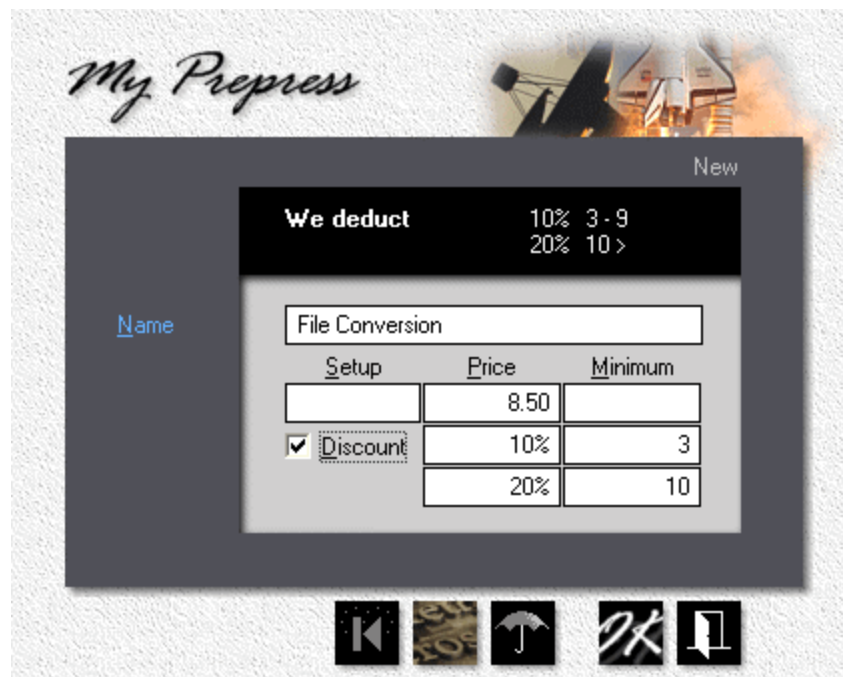 My Prepress
New
We deduct 10% 3 - 9
20% 10 >
Name
File Conversion
Setup Price Minimum
8.50
Discount 10% 3
20% 10
OK